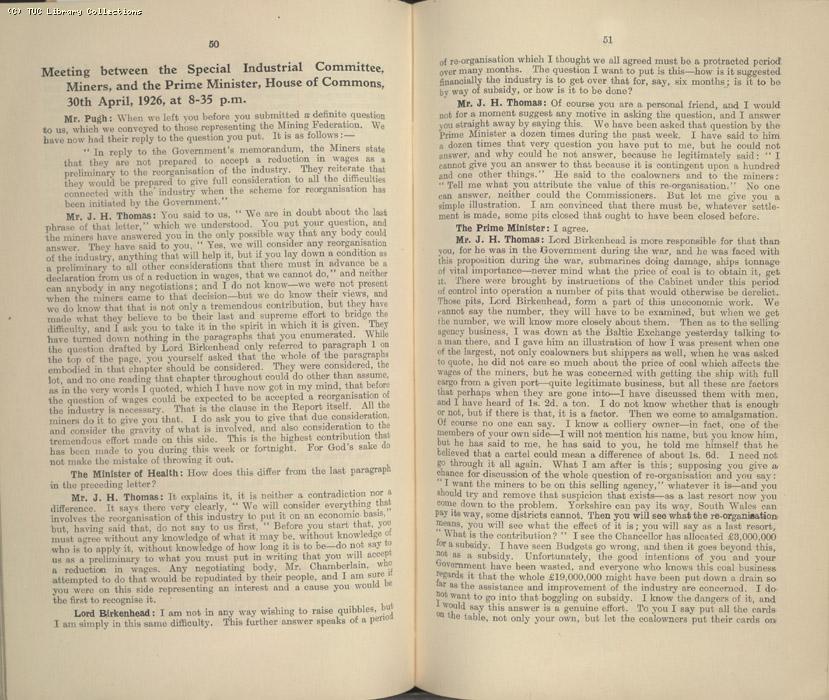 (C) TUC Library Collections
50
Meeting between the Special Industrial Committee,
Miners, and the Prime Minister, House of Commons,
30th April, 1926, at 8-35 p.m.
Mr. Pugh: When we left you before you submitted a definite question
to us, which we conveyed to those representing the Mining Federation. We
have now had their reply to the question you put. It is as follows:—
" In reply to the Government's memorandum, the Miners state
that they are not prepared to accept a reduction in wages as a
preliminary to the reorganisation of the industry. They reiterate that
they would be prepared to give full consideration to all the difficulties
connected with the industry when the scheme for reorganisation has
been initiated by the Government."
Mr. J. H. Thomas: You said to us, " We are in doubt about the last
phrase of that letter," which we understood. You put your question, and
the miners have answered you in the only possible way that any body could
answer. They have said to you, " Yes, we will consider any reorganisation
of the industry, anything that will help it, but if you lay down a condition as
a preliminary to all other considerations that there must in advance be a
declaration from us of a reduction in wages, that we cannot do," and neither
can anybody in any negotiations; and I do not know—we were not present
when the miners came to that decision—but we do know their views, and
we do know that that is not only a tremendous contribution, but they have
made what they believe to be their last and supreme effort to bridge the
difficulty, and I ask you to take it in the spirit in which it is given. They
have turned down nothing in the paragraphs that you enumerated. While
the question drafted by Lord Birkenhead only referred to paragraph 1 on
the top of the page, you yourself asked that the whole of the paragraphs
embodied in that chapter should be considered. They were considered, the
lot, and no one reading that chapter throughout could do other than assume,
as in the very words I quoted, which I have now got in my mind, that before
the question of wages could be expected to be accepted a reorganisation of
the industry is necessary. That is the clause in the Report itself. All the
miners do it to give you that. I do ask you to give that due consideration,
and consider the gravity of what is involved, and also consideration to the
tremendous effort made on this side. This is the highest contribution that
has been made to you during this week or fortnight. For God's sake do
not make the mistake of throwing it out.
The Minister of Health: How does this differ from the last paragraph
in the preceding letter?
Mr. J. H. Thomas: It explains it, it is neither a contradiction nor a
difference. It says there very clearly, " We will consider everything that
involves the reorganisation of this industry to put it on an economic basis,"
but, having said that, do not say to us first, " Before you start that, you
must agree without any knowledge of what it may be, without knowledge of
who is to apply it, without knowledge of how long it is to be—do not say to
us as a preliminary to what you must put in writing that you will accept
a reduction in wages. Any negotiating body, Mr. Chamberlain, who
attempted to do that would be repudiated by their people, and I am sure if
you were on this side representing an interest and a cause you would be
the first to recognise it.
Lord Birkenhead: I am not in any way wishing to raise quibbles, but
I am simply in this same difficulty. This further answer speaks of a period
51
of re-organisation which I thought we all agreed must be a protracted period
over many months. The question I want to put is this—how is it suggested
financially the industry is to get over that for, say, six months; is it to be
by way of subsidy, or how is it to be done?
Mr. J. H. Thomas: Of course you are a personal friend, and I would
not for a moment suggest any motive in asking the question, and I answer
you straight away by saying this. We have been asked that question by the
Prime Minister a dozen times during the past week. I have said to him
a dozen times that very question you have put to me, but he could not
answer, and why could he not answer, because he legitimately said: " I
cannot give you an answer to that because it is contingent upon a hundred
and one other things." He said to the coalowners and to the miners:
" Tell me what you attribute the value of this re-organisation." No one
can answer, neither could the Commissioners. But let me give you a
simple illustration. I am convinced that there must be, whatever settle-
ment is made, some pits closed that ought to have been closed before.
The Prime Minister: I agree.
Mr. J. H. Thomas: Lord Birkenhead is more responsible for that than
you, for he was in the Government during the war, and he was faced with
this proposition during the war, submarines doing damage, ships tonnage
of vital importance—never mind what the price of coal is to obtain it, get
it. There were brought by instructions of the Cabinet under this period
of control into operation a number of pits that would otherwise be derelict.
Those pits, Lord Birkenhead, form a part of this uneconomic work. We
cannot say the number, they will have to be examined, but when we get
the number, we will know more closely about them. Then as to the selling
agency business, I was down at the Baltic Exchange yesterday talking to
a man there, and I gave him an illustration of how I was present when one
of the largest, not only coalowners but shippers as well, when he was asked
to quote, he did not care so much about the price of coal which affects the
wages of the miners, but he was concerned with getting the ship with full
cargo from a given port—quite legitimate business, but all these are factors
that perhaps when they are gone into—I have discussed them with men,
and I have heard of 1s. 2d. a ton. I do not know whether that is enough
or not, but if there is that, it is a factor. Then we come to amalgamation.
Of course no one can say. I know a colliery owner—in fact, one of the
members of your own side—I will not mention his name, but you know him,
but he has said to me, he has said to you, he told me himself that he
believed that a cartel could mean a difference of about 1s. 6d. I need not
go through it all again. What I am after is this; supposing you give a
chance for discussion of the whole question of re-organisation and you say:
" I want the miners to be on this selling agency," whatever it is—and you
should try and remove that suspicion that exists—as a last resort now you
come down to the problem. Yorkshire can pay its way, South Wales can
pay its way, some districts cannot. Then you will see what the re-organisation
means, you will see what the effect of it is; you will say as a last resort,
" What is the contribution? " I see the Chancellor has allocated £3,000,000
for a subsidy. I have seen Budgets go wrong, and then it goes beyond this,
not as a subsidy. Unfortunately, the good intentions of you and your
Government have been wasted, and everyone who knows this coal business
regards it that the whole £19,000,000 might have been put down a drain so
far as the assistance and improvement of the industry are concerned. I do
not want to go into that boggling on subsidy. I know the dangers of it, and
I would say this answer is a genuine effort. To you I say put all the cards
on the table, not only your own, but let the coalowners put their cards on